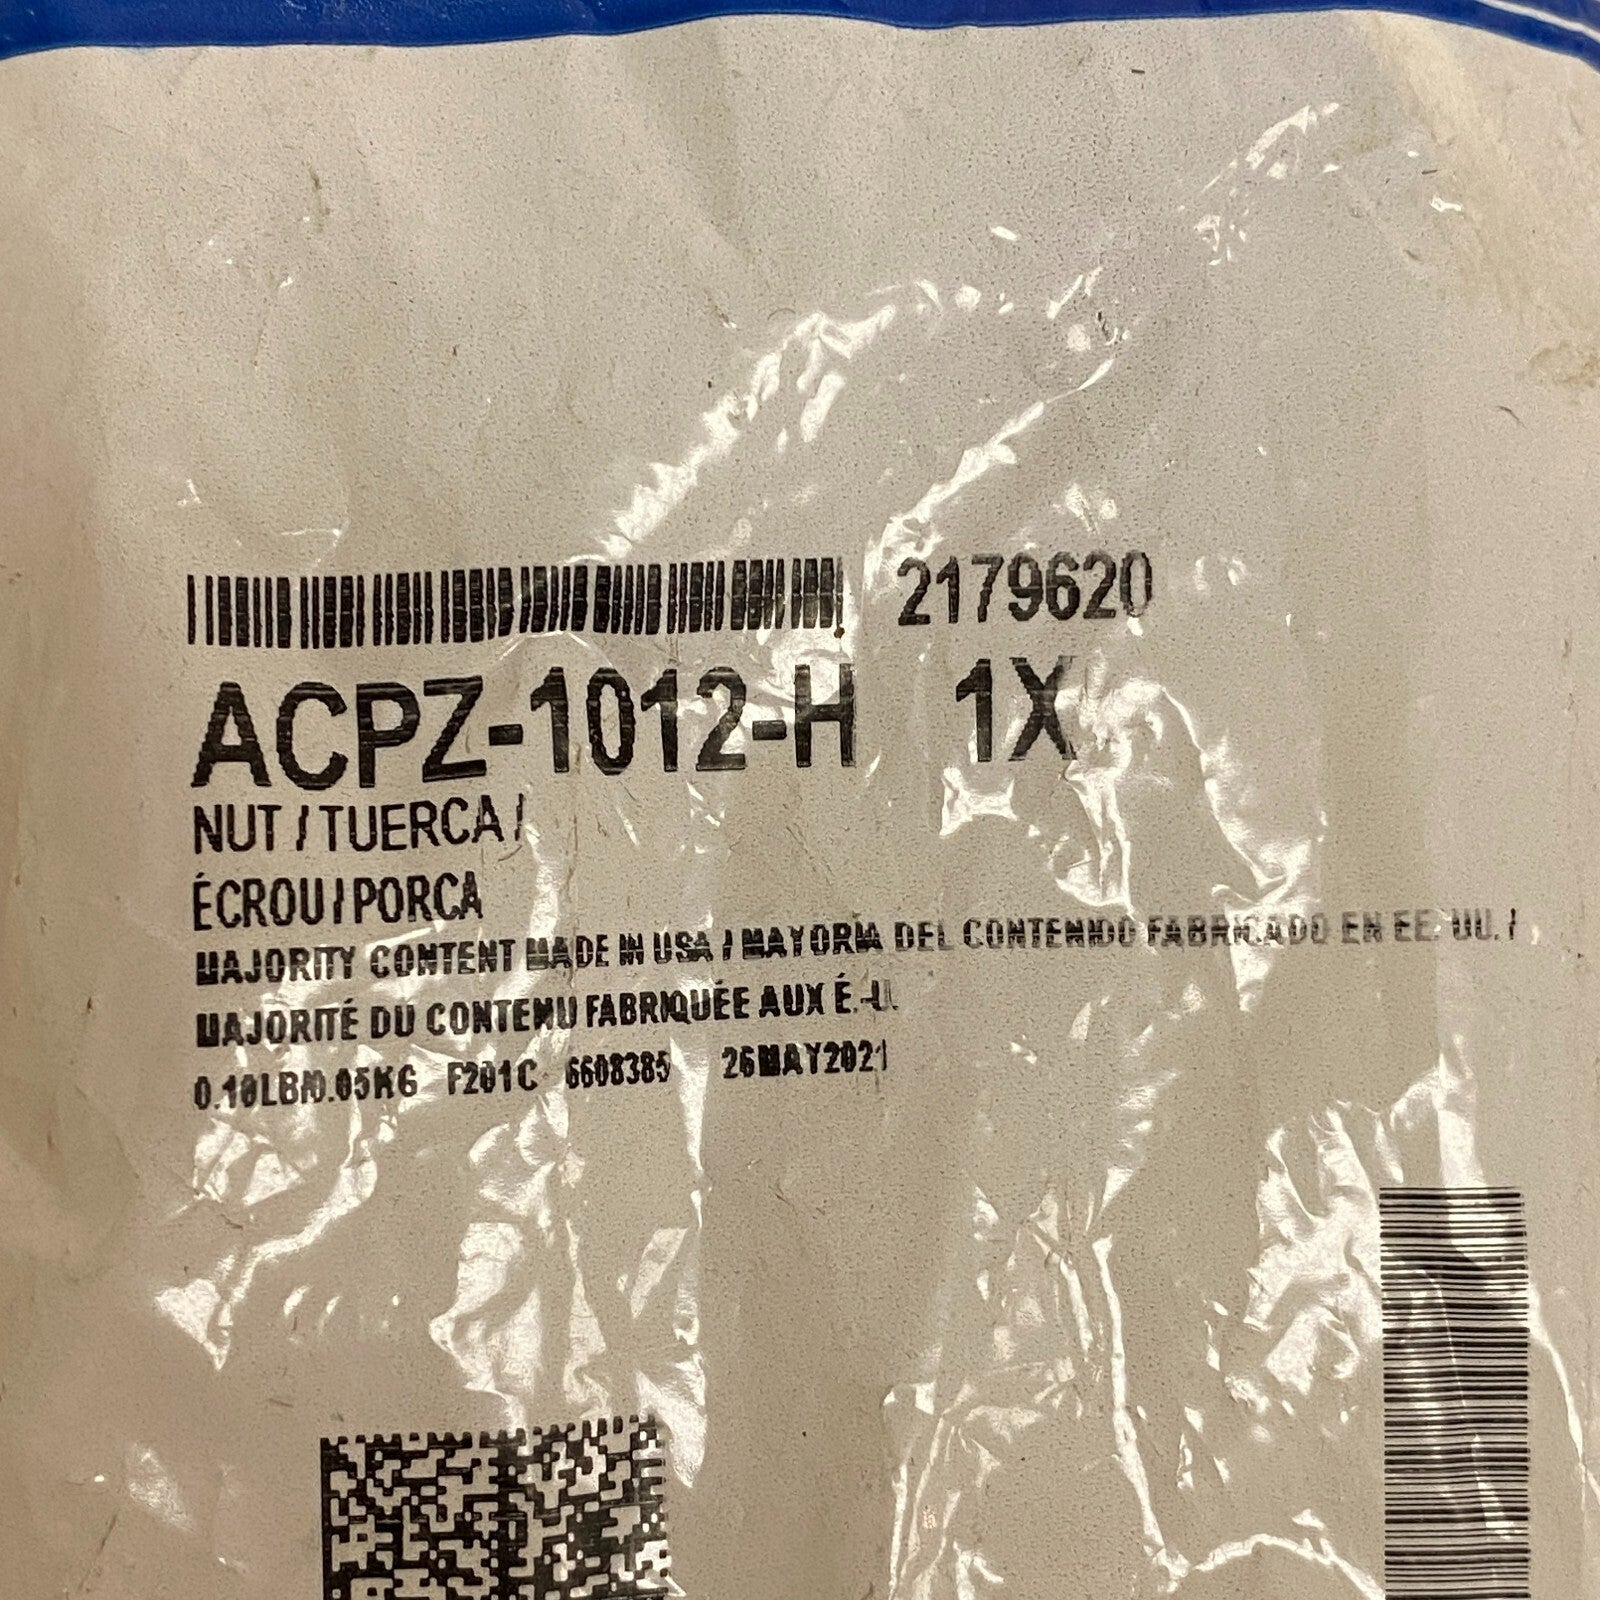 2179620
ACPZ-1012-H 1X
NUT / TUERCA /
ÉCROU / PORCA
MAJORITY CONTENT MADE IN USA / MAYORIA DEL CONTENIDO FABRICADO EN EE. UU. /
MAJORITÉ DU CONTENU FABRIQUÉE AUX É.-U.
0.10LB/0.05KG F201C 6608385 26MAY2021